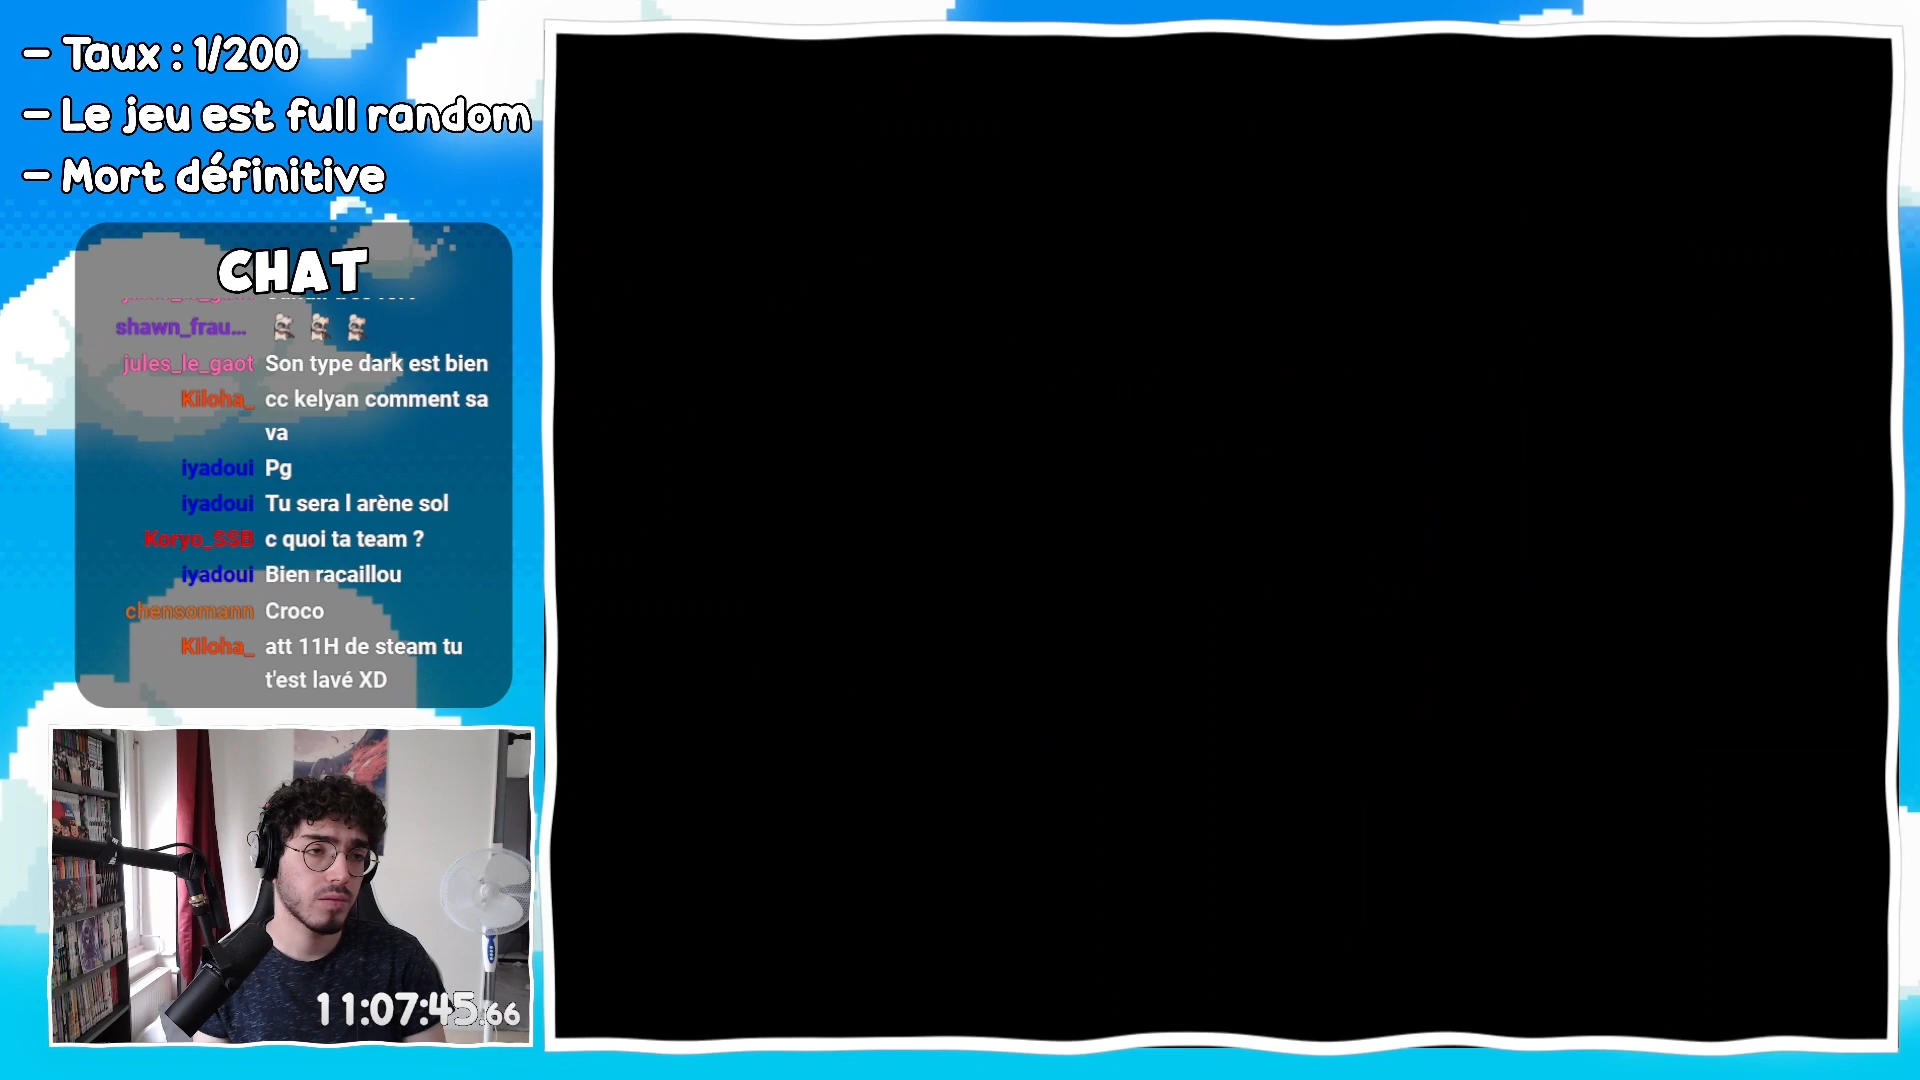 – Taux : 1/200
– Le jeu est full random
– Mort définitive
CHAT
shawn_frau...
jules_le_gaot Son type dark est bien
Kiloha_ cc kelyan comment sa
va
iyadoui Pg
iyadoui Tu sera l arène sol
Koryo_SSB c quoi ta team ?
iyadoui Bien racaillou
chensomann Croco
Kiloha_ att 11H de steam tu
t'est lavé XD
11:07:45.66